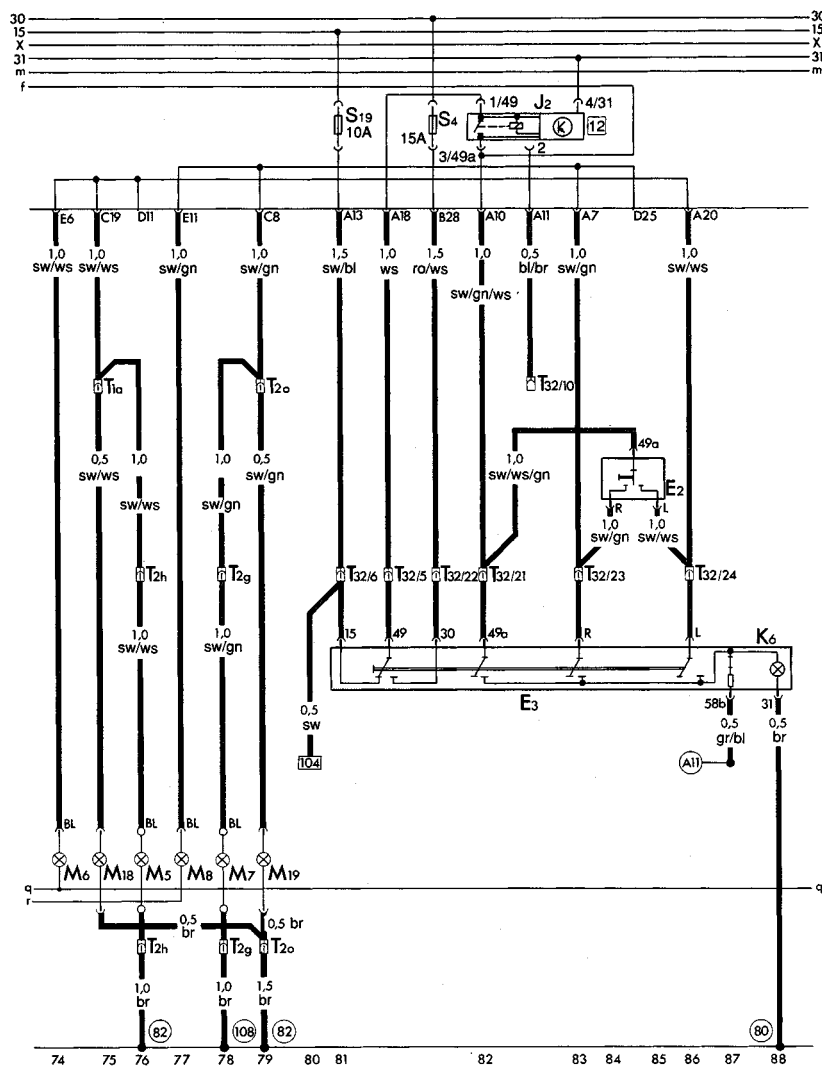 30 30
15 15
X X
31 31
m m
f
1/49 J2 4/31
S19 S4
10A 15A 12
3/49a 2
E6 C19 D11 E11 C8 A13 A18 B28 A10 A11 A7 D25 A20
1,0 1,0 1,0 1,0 1,5 1,0 1,5 1,0 0,5 1,0 1,0
sw/ws sw/ws sw/gn sw/gn sw/bl ws ro/ws bl/br sw/gn sw/ws
sw/gn/ws
T1a T2o T32/10
49a
0,5 1,0 1,0 0,5 1,0
sw/ws sw/gn sw/ws/gn
E2
sw/ws sw/gn R L
1,0 1,0
sw/gn sw/ws
T2h T2g T32/6 T32/5 T32/22 T32/21 T32/23 T32/24
1,0 1,0
sw/ws sw/gn
15 49 30 49a R L K6
E3
58b 31
0,5 0,5 0,5
sw gr/bl br
104 A11
BL BL BL BL
M6 M18 M5 M8 M7 M19
q q
r
0,5 0,5 br
br
T2h T2g T2o
1,0 1,0 1,5
br br br
82 108 82 80
74 75 76 77 78 79 80 81 82 83 84 85 86 87 88